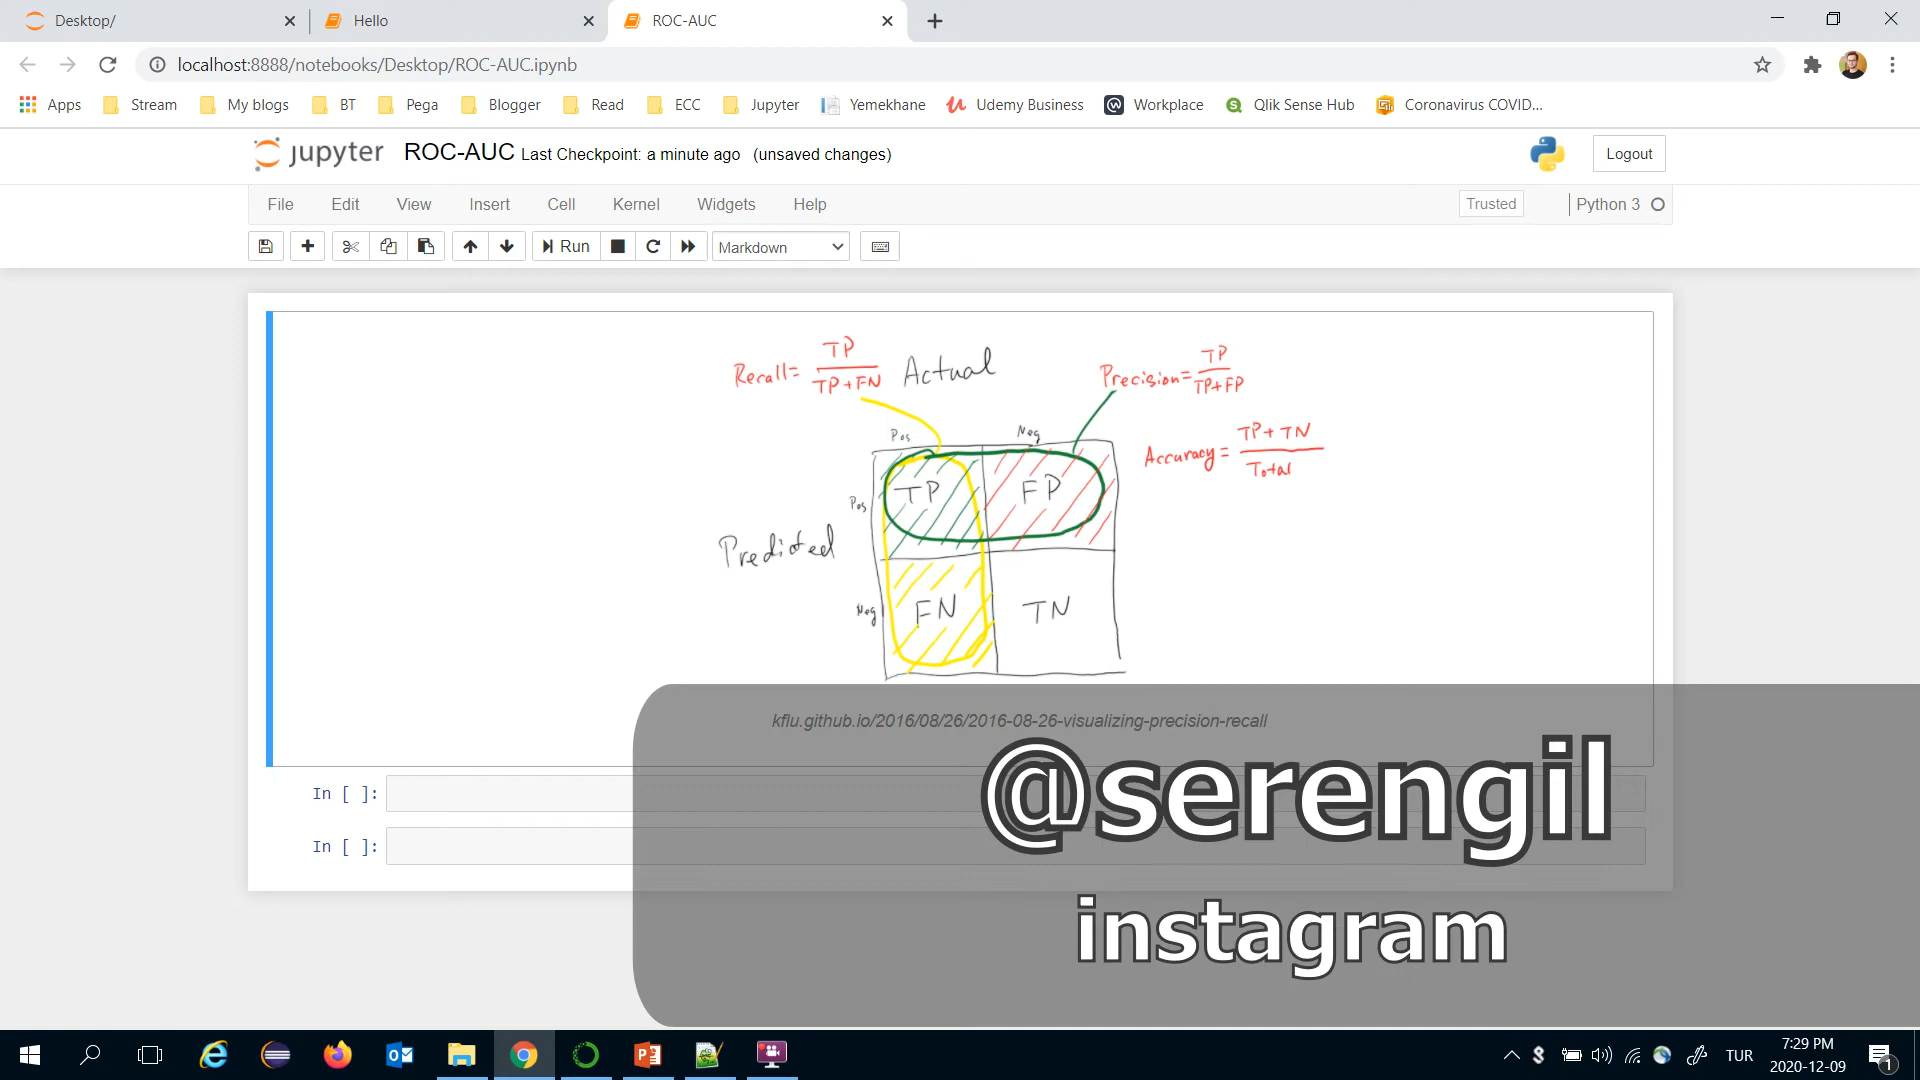 Desktop/ Hello ROC-AUC
localhost:8888/notebooks/Desktop/ROC-AUC.ipynb
Apps Stream My blogs BT Pega Blogger Read ECC Jupyter Yemekhane Udemy Business Workplace Qlik Sense Hub Coronavirus COVID...
jupyter ROC-AUC Last Checkpoint: a minute ago (unsaved changes) Logout
File Edit View Insert Cell Kernel Widgets Help Trusted Python 3
Run Markdown
Recall = TP / TP + FN
Actual
Precision = TP / TP + FP
Accuracy = TP + TN / Total
Pos Neg
Pos TP FP
Predicted
Neg FN TN
kflu.github.io/2016/08/26/2016-08-26-visualizing-precision-recall
@serengil
In [ ]:
In [ ]:
instagram
TUR 7:29 PM
2020-12-09
1